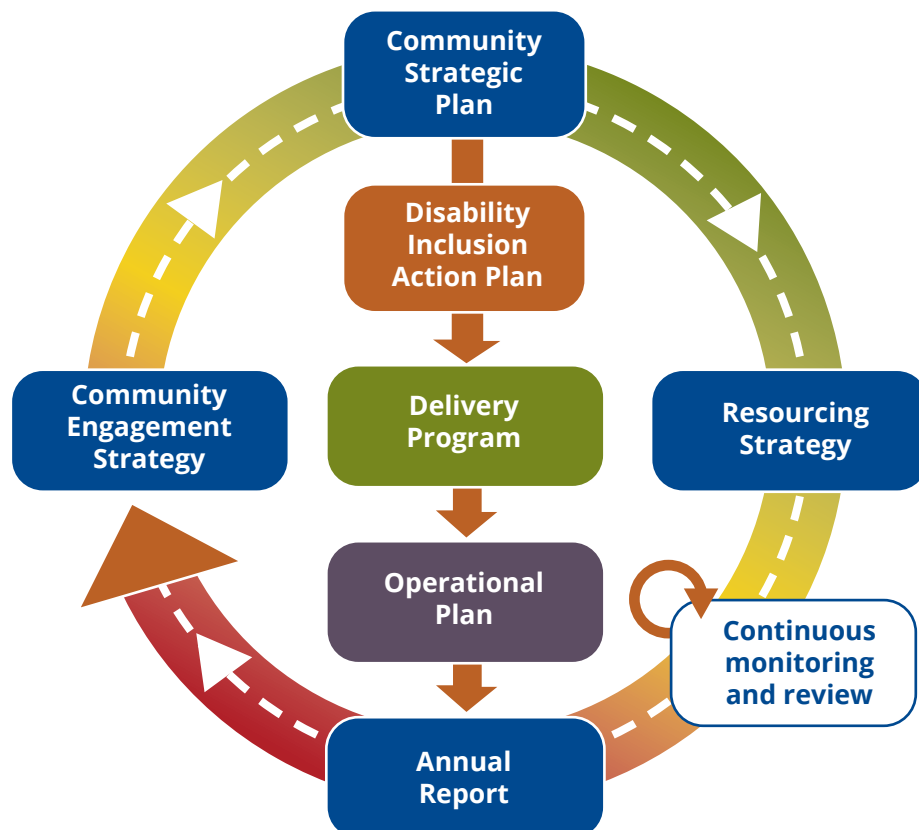 Community
Strategic
Plan
Disability
Inclusion
Action Plan
Community
Engagement
Strategy
Delivery
Program
Resourcing
Strategy
Operational
Plan
Continuous
monitoring
and review
Annual
Report